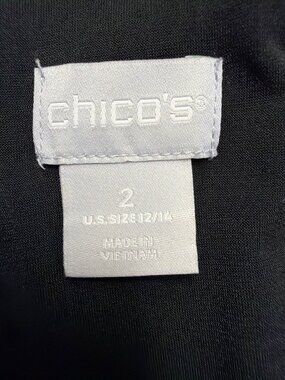 chico's®
2
U.S. SIZE 12/14
MADE IN
VIETNAM